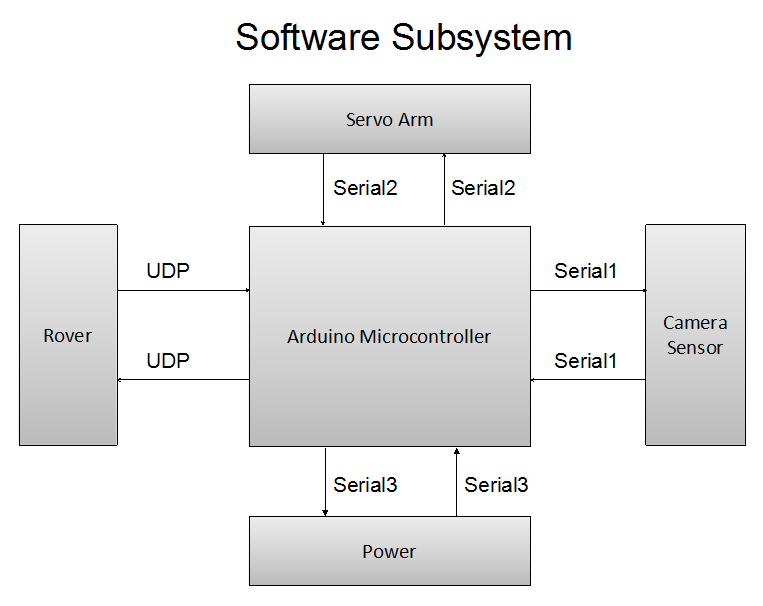 Software Subsystem
Servo Arm
Serial2
Serial2
UDP
Serial1
Rover
Arduino Microcontroller
Camera
Sensor
UDP
Serial1
Serial3
Serial3
Power